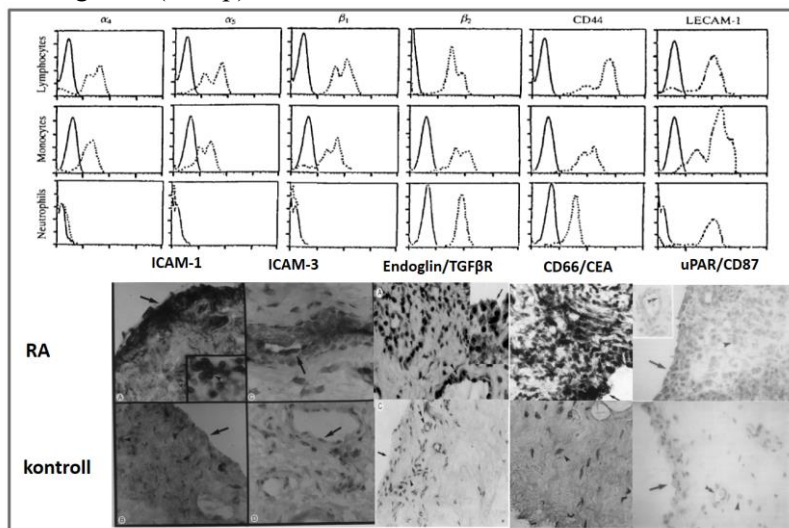 α₄ α₅ β₁ β₂ CD44 LECAM-1
Lymphocytes
Monocytes
Neutrophils
ICAM-1 ICAM-3 Endoglin/TGFβR CD66/CEA uPAR/CD87
RA
A
C
kontroll
B
D
C